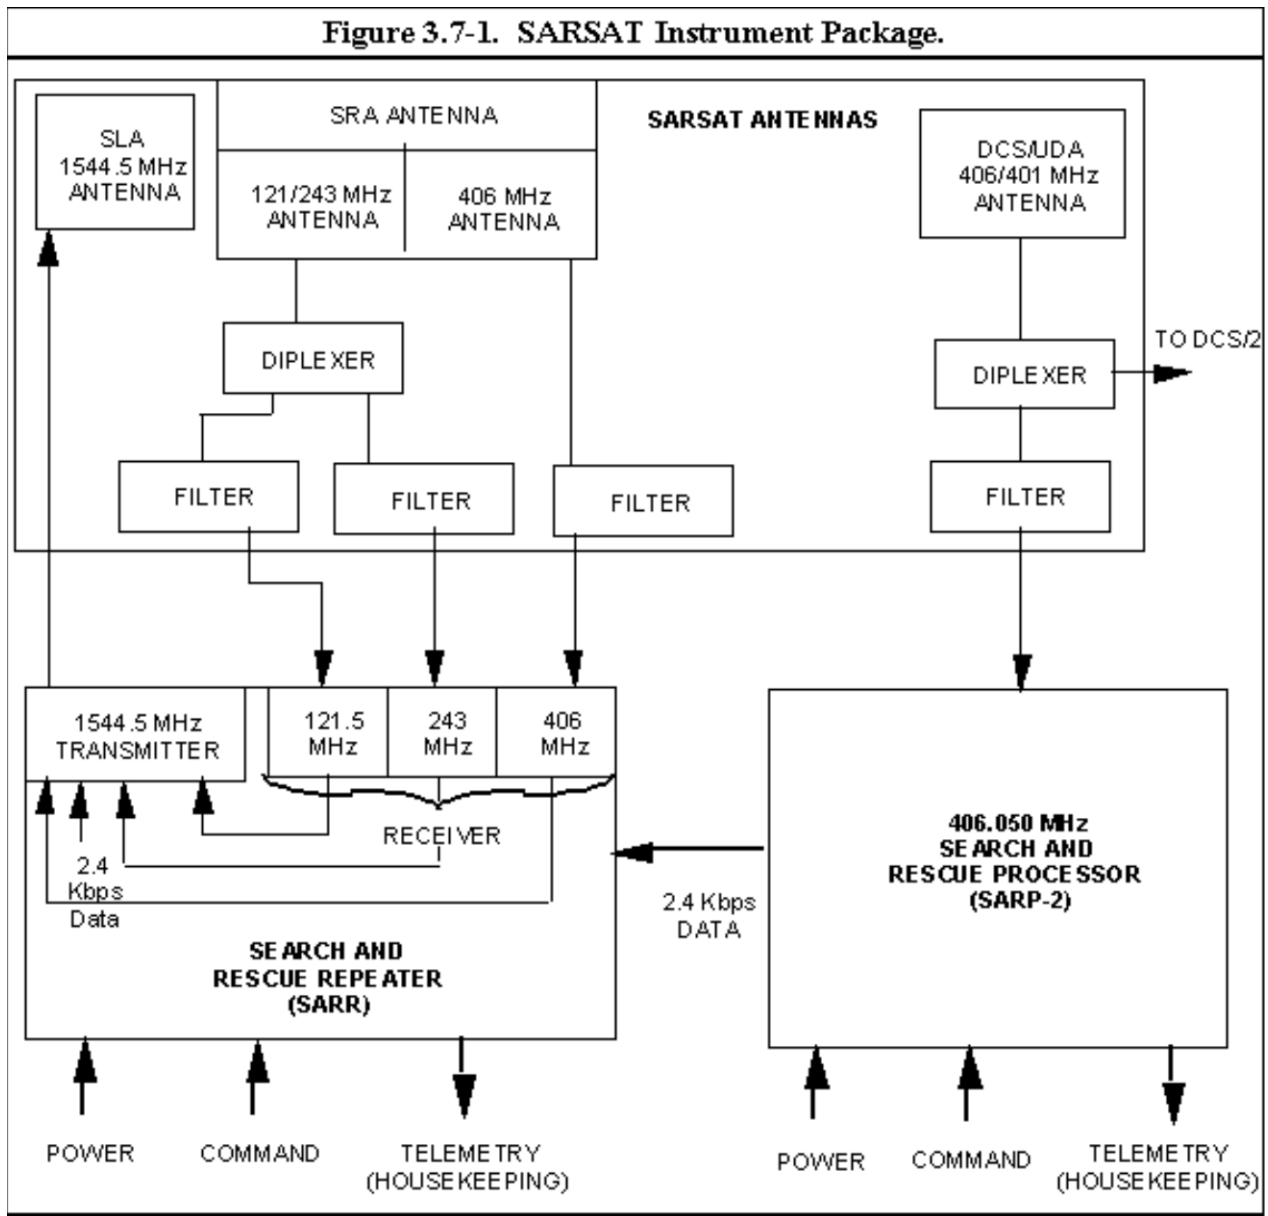 Figure 3.7-1. SARSAT Instrument Package.
SLA
1544.5 MHz
ANTENNA
SRA ANTENNA
121/243 MHz
ANTENNA
406 MHz
ANTENNA
SARSAT ANTENNAS
DCS/UDA
406/401 MHz
ANTENNA
DIPLEXER
DIPLEXER
TO DCS/2
FILTER
FILTER
FILTER
FILTER
1544.5 MHz
TRANSMITTER
121.5
MHz
243
MHz
406
MHz
RECEIVER
2.4
Kbps
Data
SEARCH AND
RESCUE REPEATER
(SARR)
2.4 Kbps
DATA
406.050 MHz
SEARCH AND
RESCUE PROCESSOR
(SARP-2)
POWER
COMMAND
TELEMETRY
(HOUSEKEEPING)
POWER
COMMAND
TELEMETRY
(HOUSEKEEPING)